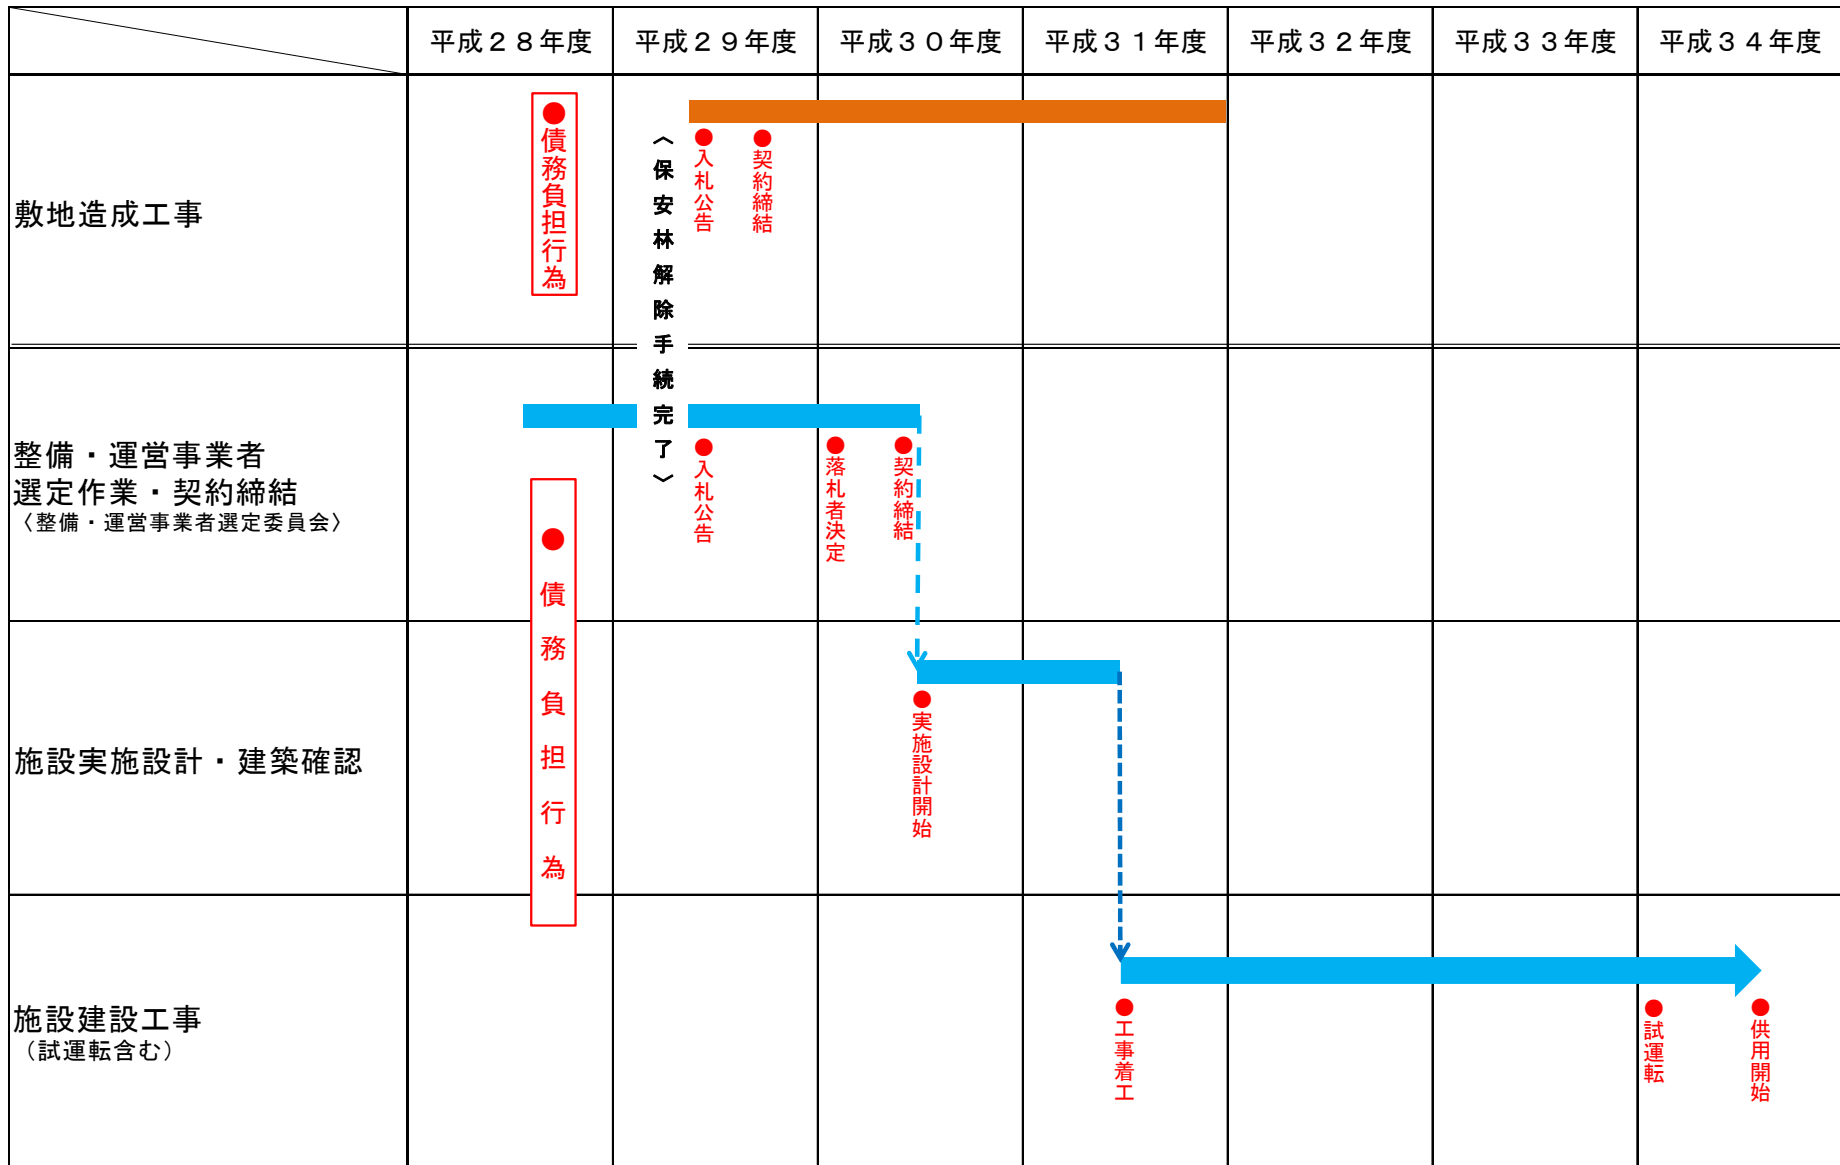 平成２８年度
平成２９年度
平成３０年度
平成３１年度
平成３２年度
平成３３年度
平成３４年度
敷地造成工事
●債務負担行為
〈保安林解除手続完了〉
●入札公告
●契約締結
整備・運営事業者
選定作業・契約締結
〈整備・運営事業者選定委員会〉
●債務負担行為
●入札公告
●落札者決定
●契約締結
施設実施設計・建築確認
●実施設計開始
施設建設工事
（試運転含む）
●工事着工
●試運転
●供用開始